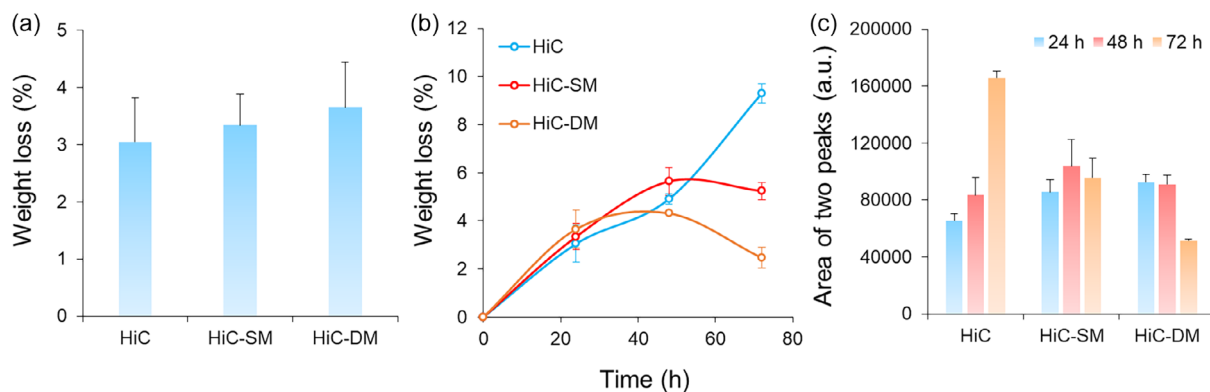 (a)
Weight loss (%)
5
4
3
2
1
0
HiC
HiC-SM
HiC-DM
(b)
Weight loss (%)
12
10
8
6
4
2
0
HiC
HiC-SM
HiC-DM
0
20
40
60
80
Time (h)
(c)
Area of two peaks (a.u.)
200000
160000
120000
80000
40000
0
24 h 48 h 72 h
HiC
HiC-SM
HiC-DM